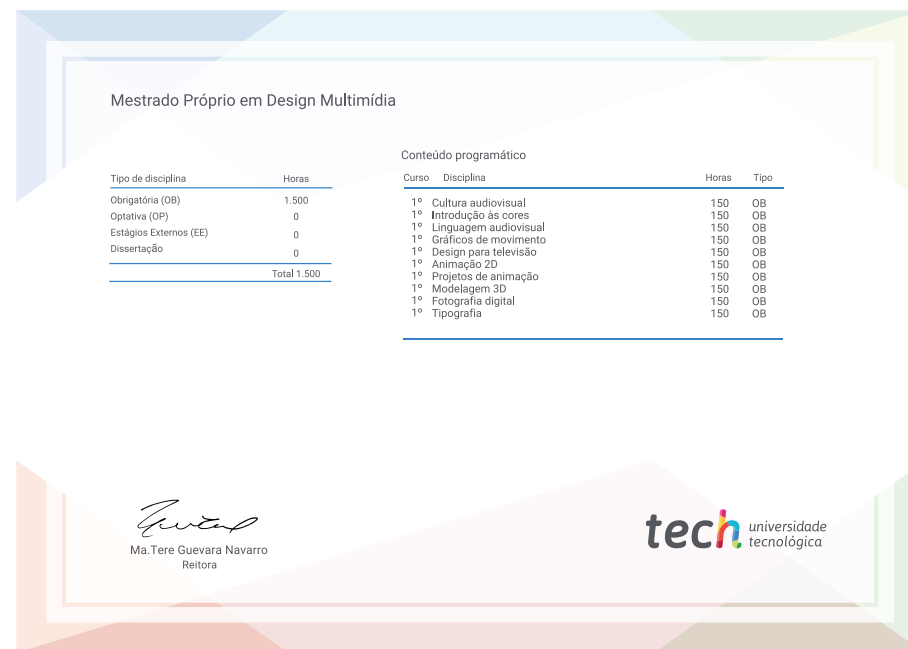 Mestrado Próprio em Design Multimídia
Tipo de disciplina Horas
Obrigatória (OB) 1.500
Optativa (OP) 0
Estágios Externos (EE) 0
Dissertação 0
Total 1.500
Conteúdo programático
Curso Disciplina Horas Tipo
1º Cultura audiovisual 150 OB
1º Introdução às cores 150 OB
1º Linguagem audiovisual 150 OB
1º Gráficos de movimento 150 OB
1º Design para televisão 150 OB
1º Animação 2D 150 OB
1º Projetos de animação 150 OB
1º Modelagem 3D 150 OB
1º Fotografia digital 150 OB
1º Tipografia 150 OB
Ma.Tere Guevara Navarro
Reitora
tech universidade
tecnológica